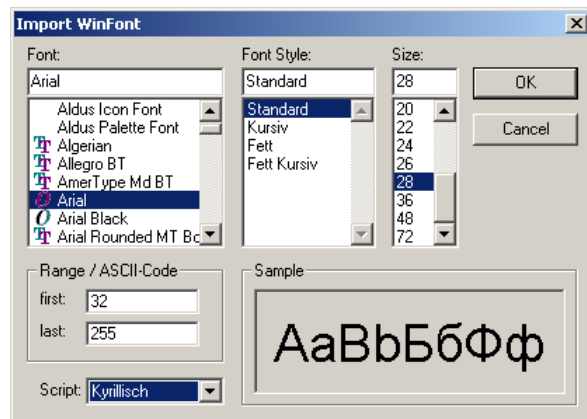 Import WinFont
Font:
Font Style:
Size:
Arial
Standard
28
OK
Cancel
Aldus Icon Font
Aldus Palette Font
Algerian
Allegro BT
AmerType Md BT
Arial
Arial Black
Arial Rounded MT Bo
Standard
Kursiv
Fett
Fett Kursiv
20
22
24
26
28
36
48
72
Range / ASCII-Code
first: 32
last: 255
Script: Kyrillisch
Sample
АаВbБбФф